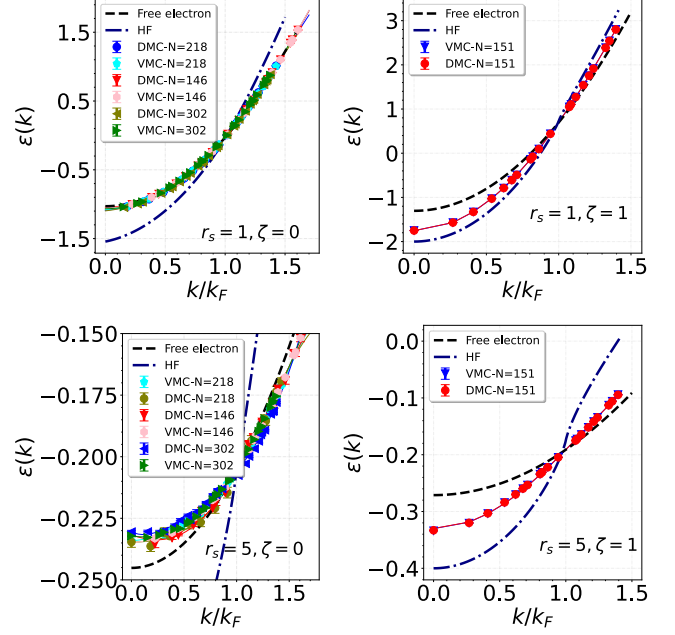 1.5
0.5
−0.5
−1.5
ε(k)
Free electron
HF
DMC-N=218
VMC-N=218
DMC-N=146
VMC-N=146
DMC-N=302
VMC-N=302
r_s = 1, ζ = 0
0.0 0.5 1.0 1.5
k/k_F
3
2
1
0
−1
−2
ε(k)
Free electron
HF
VMC-N=151
DMC-N=151
r_s = 1, ζ = 1
0.0 0.5 1.0 1.5
k/k_F
−0.150
−0.175
−0.200
−0.225
−0.250
ε(k)
Free electron
HF
VMC-N=218
DMC-N=218
DMC-N=146
VMC-N=146
DMC-N=302
VMC-N=302
r_s = 5, ζ = 0
0.0 0.5 1.0 1.5
k/k_F
0.0
−0.1
−0.2
−0.3
−0.4
ε(k)
Free electron
HF
VMC-N=151
DMC-N=151
r_s = 5, ζ = 1
0.0 0.5 1.0 1.5
k/k_F